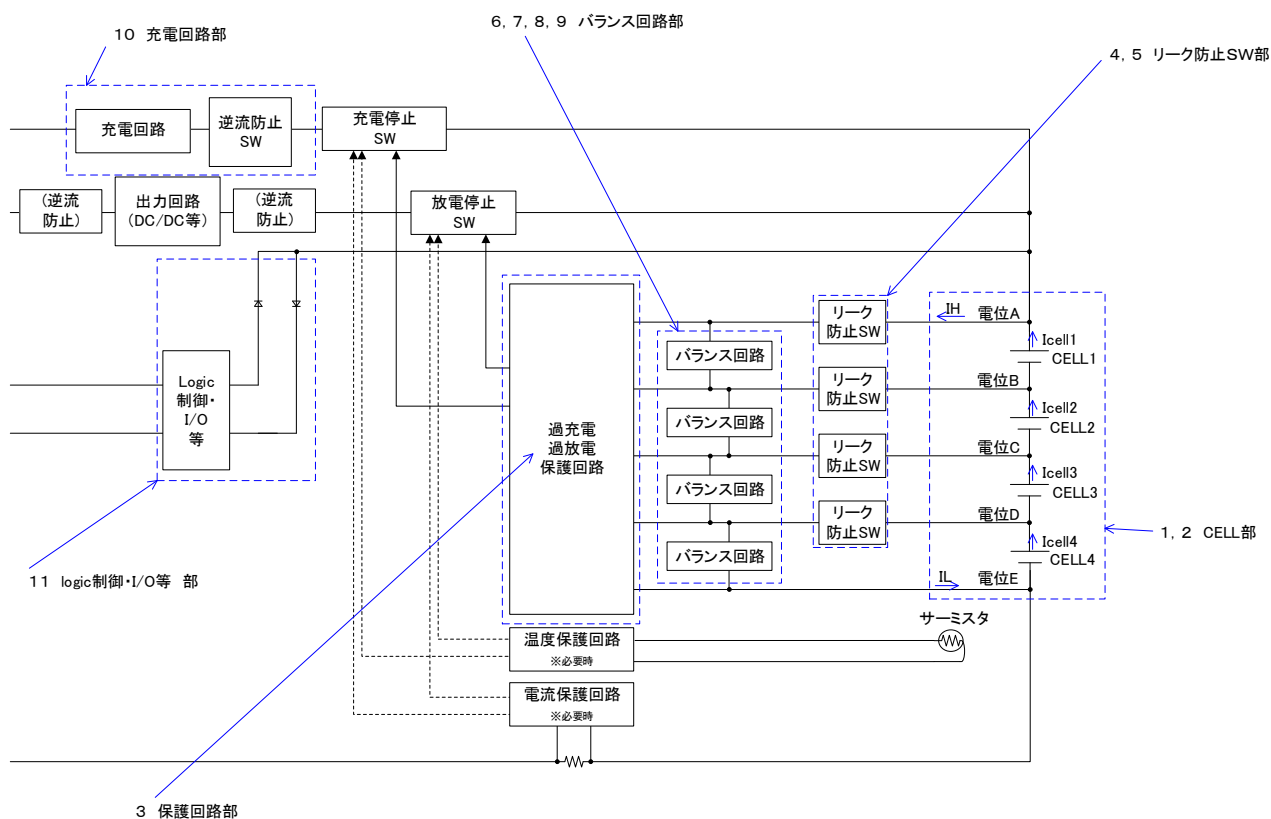 6, 7, 8, 9 バランス回路部
10 充電回路部
4, 5 リーク防止SW部
充電回路
逆流防止
SW
充電停止
SW
(逆流
防止)
出力回路
(DC/DC等)
(逆流
防止)
放電停止
SW
Logic
制御・
I/O
等
過充電
過放電
保護回路
バランス回路
バランス回路
バランス回路
バランス回路
リーク
防止SW
リーク
防止SW
リーク
防止SW
リーク
防止SW
IH
電位A
Icell1
CELL1
電位B
Icell2
CELL2
電位C
Icell3
CELL3
電位D
Icell4
CELL4
IL
電位E
1, 2 CELL部
11 logic制御・I/O等 部
サーミスタ
温度保護回路
※必要時
電流保護回路
※必要時
3 保護回路部